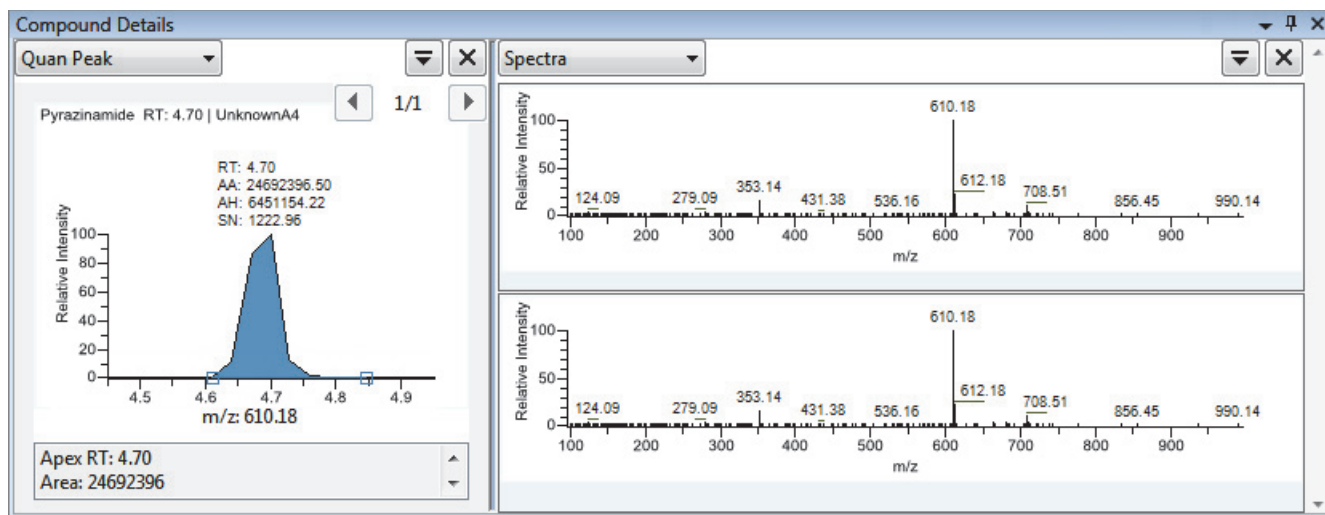 Compound Details
Quan Peak
1/1
Pyrazinamide RT: 4.70 | UnknownA4
RT: 4.70
AA: 24692396.50
AH: 6451154.22
SN: 1222.96
Relative Intensity
100
80
60
40
20
0
4.5 4.6 4.7 4.8 4.9
m/z: 610.18
Apex RT: 4.70
Area: 24692396
Spectra
610.18
Relative Intensity
100
50
0
124.09 279.09 353.14 431.38 536.16 612.18 708.51 856.45 990.14
100 200 300 400 500 600 700 800 900
m/z
610.18
Relative Intensity
100
50
0
124.09 279.09 353.14 431.38 536.16 612.18 708.51 856.45 990.14
100 200 300 400 500 600 700 800 900
m/z